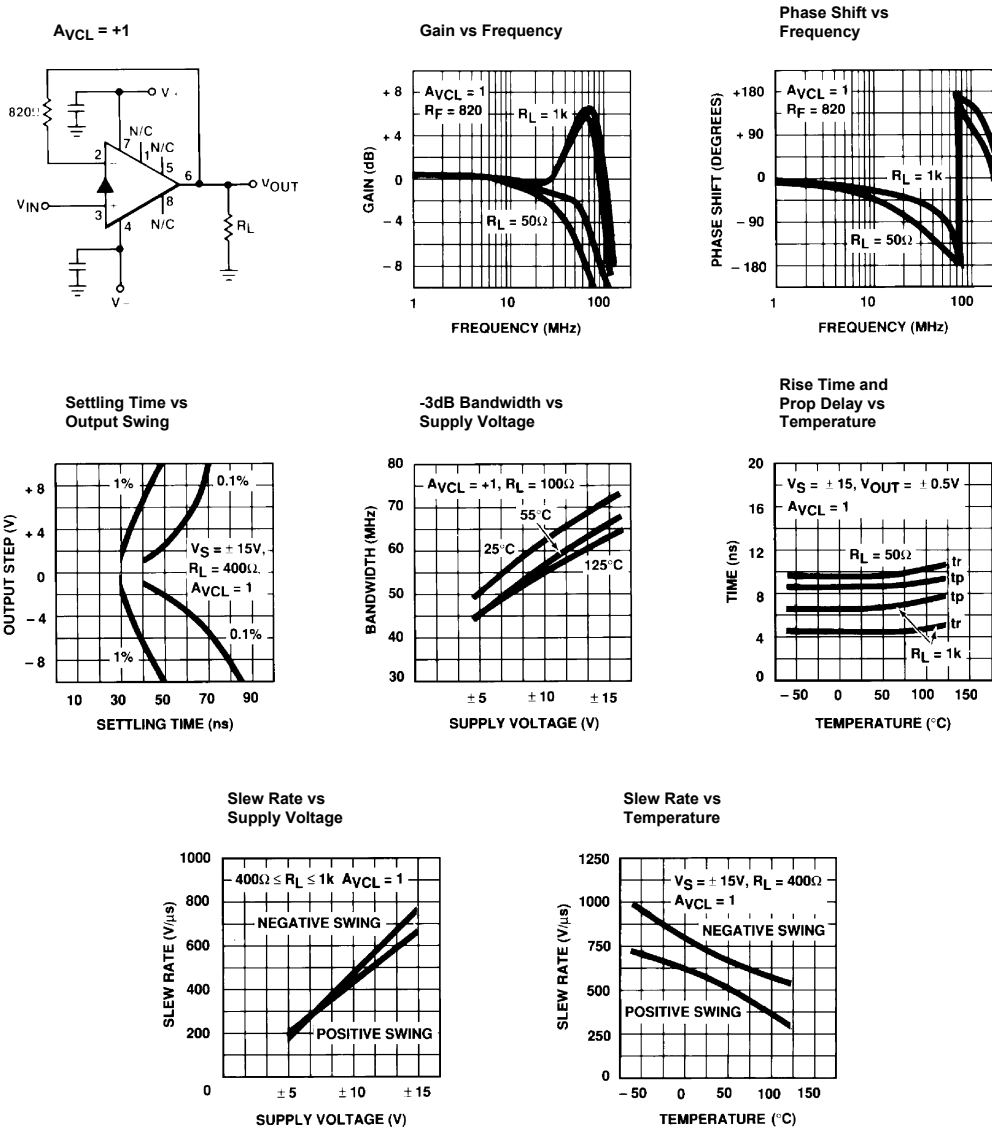 AVCL = +1
820Ω
V+
N/C
7
1
N/C
2
−
5
6
VOUT
VIN
3
+
8
4
N/C
RL
V−
Gain vs Frequency
AVCL = 1
RF = 820
RL = 1k
RL = 50Ω
+ 8
+ 4
0
− 4
− 8
GAIN (dB)
1 10 100
FREQUENCY (MHz)
Phase Shift vs
Frequency
AVCL = 1
RF = 820
RL = 1k
RL = 50Ω
+180
+ 90
0
− 90
− 180
PHASE SHIFT (DEGREES)
1 10 100
FREQUENCY (MHz)
Settling Time vs
Output Swing
1%
0.1%
VS = ± 15V,
RL = 400Ω,
AVCL = 1
0.1%
1%
+ 8
+ 4
0
− 4
− 8
OUTPUT STEP (V)
10 30 50 70 90
SETTLING TIME (ns)
-3dB Bandwidth vs
Supply Voltage
AVCL = +1, RL = 100Ω
55°C
25°C
125°C
80
70
60
50
40
30
BANDWIDTH (MHz)
± 5 ± 10 ± 15
SUPPLY VOLTAGE (V)
Rise Time and
Prop Delay vs
Temperature
VS = ± 15, VOUT = ± 0.5V
AVCL = 1
RL = 50Ω
tr
tp
tp
tr
RL = 1k
20
16
12
8
4
0
TIME (ns)
− 50 0 50 100 150
TEMPERATURE (°C)
Slew Rate vs
Supply Voltage
400Ω ≤ RL ≤ 1k AVCL = 1
NEGATIVE SWING
POSITIVE SWING
1000
800
600
400
200
0
SLEW RATE (V/μs)
± 5 ± 10 ± 15
SUPPLY VOLTAGE (V)
Slew Rate vs
Temperature
VS = ± 15V, RL = 400Ω
AVCL = 1
NEGATIVE SWING
POSITIVE SWING
1250
1000
750
500
250
0
SLEW RATE (V/μs)
− 50 0 50 100 150
TEMPERATURE (°C)